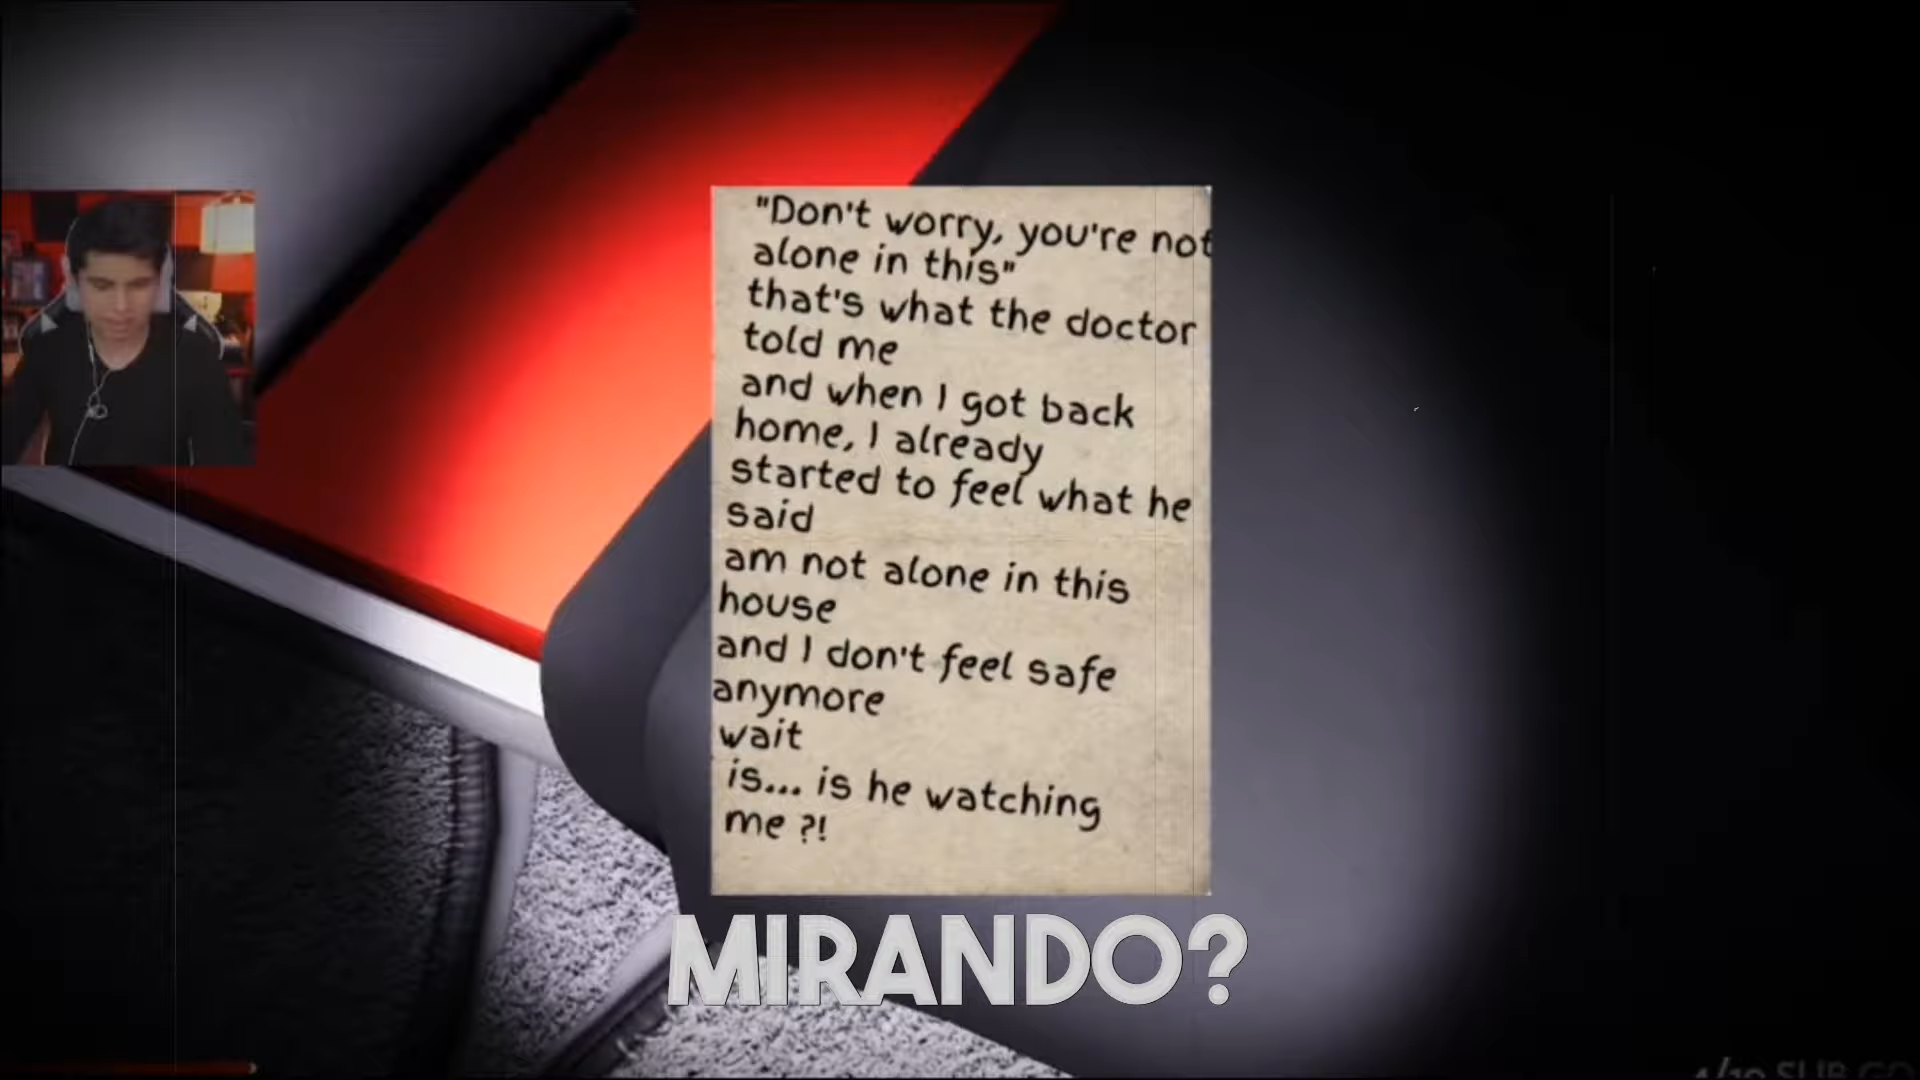 "Don't worry, you're not
alone in this"
that's what the doctor
told me
and when I got back
home, I already
started to feel what he
said
am not alone in this
house
and I don't feel safe
anymore
wait
is... is he watching
me ?!
MIRANDO?
SUB GO